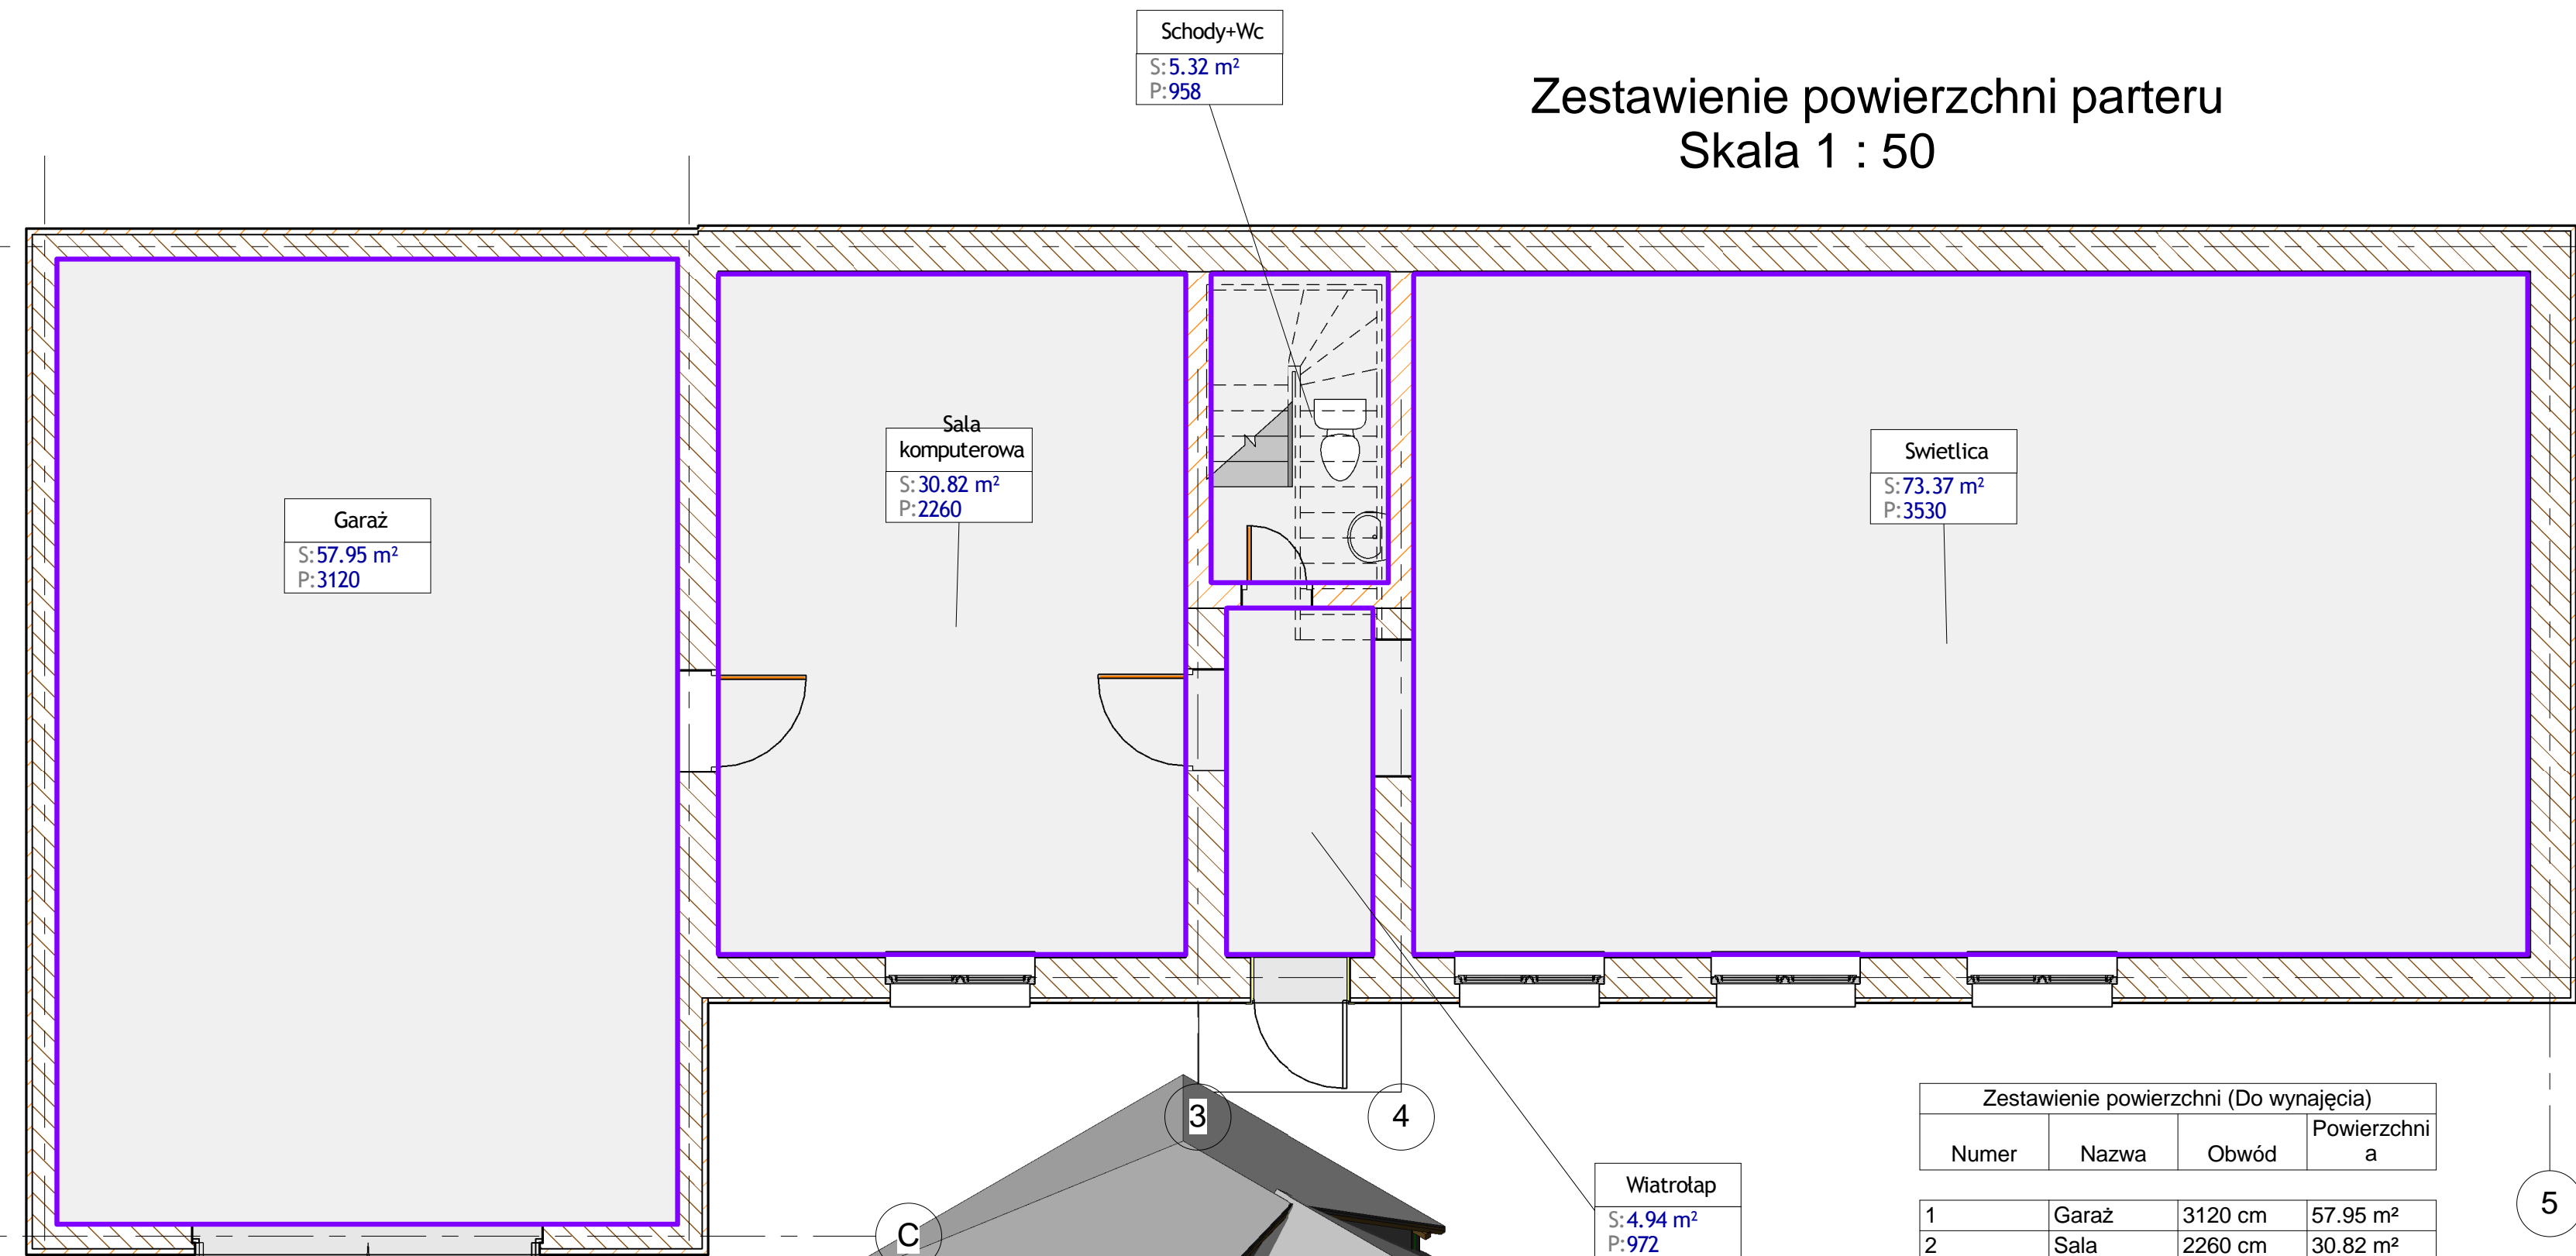 Schody+Wc
S: 5.32 m²
P: 958
Zestawienie powierzchni parteru
Skala 1 : 50
Sala
komputerowa
S: 30.82 m²
P: 2260
Swietlica
S: 73.37 m²
P: 3530
Garaż
S: 57.95 m²
P: 3120
3
4
Zestawienie powierzchni (Do wynajęcia)
Numer Nazwa Obwód Powierzchni
a
Wiatrołap
S: 4.94 m²
P: 972
C
5
1 Garaż 3120 cm 57.95 m²
2 Sala 2260 cm 30.82 m²